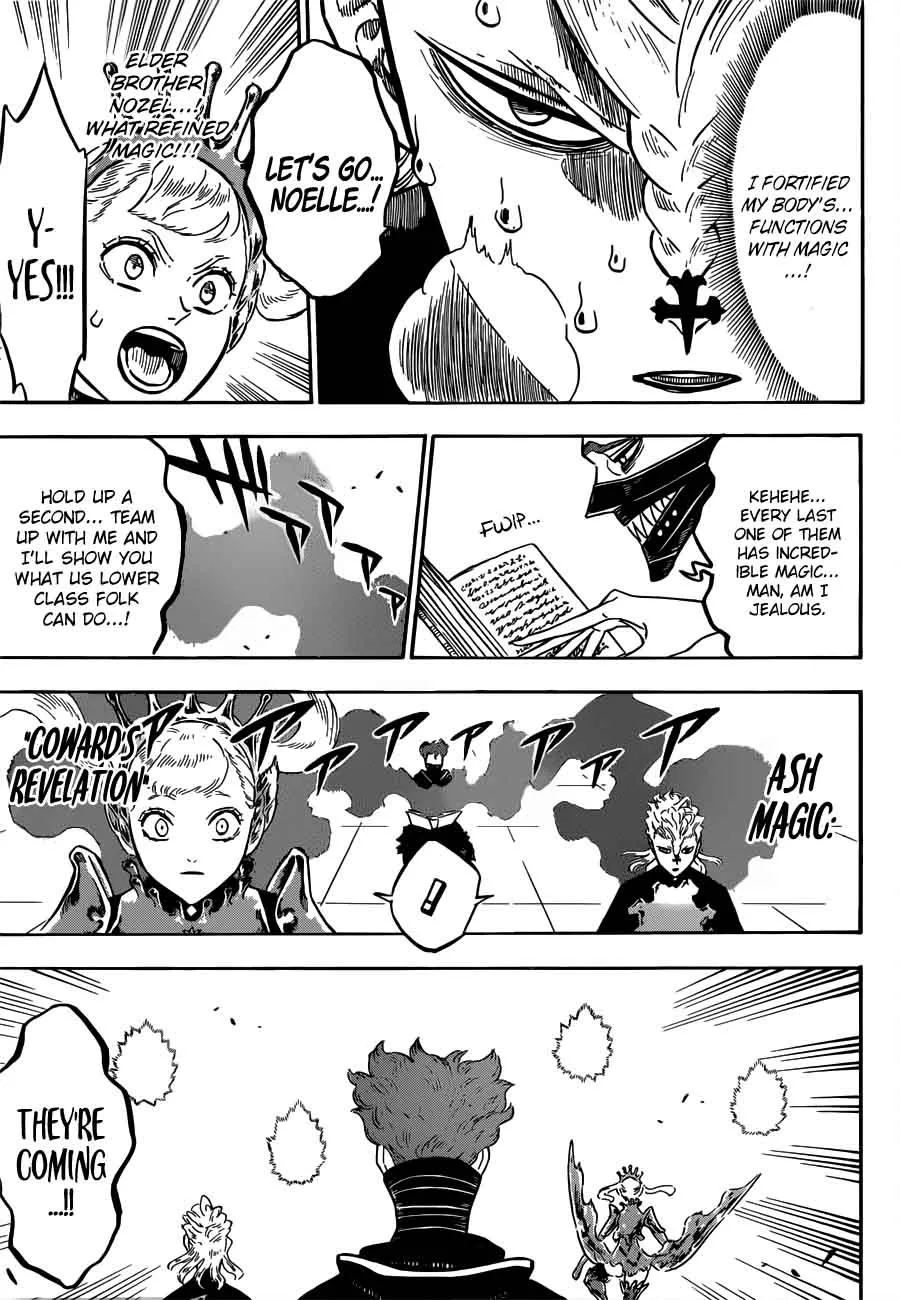 I FORTIFIED
MY BODY'S...
FUNCTIONS
WITH MAGIC
...!
LET'S GO...
NOELLE...!
ELDER
BROTHER
NOZEL...!
WHAT REFINED
MAGIC!!!
Y-
YES!!!
KEHEHE...
EVERY LAST
ONE OF THEM
HAS INCRED-
IBLE MAGIC...
MAN, AM I
JEALOUS.
FWIP...
HOLD UP A
SECOND... TEAM
UP WITH ME AND
I'LL SHOW YOU
WHAT US LOWER
CLASS FOLK
CAN DO...!
ASH
MAGIC:
!
"COWARD'S
REVELATION"
THEY'RE
COMING
...!!